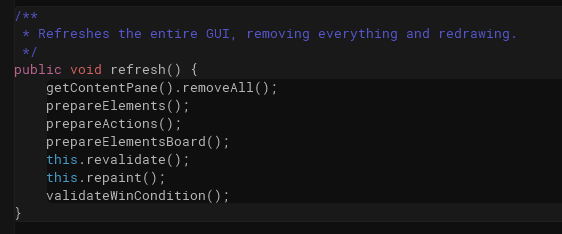 /**
 * Refreshes the entire GUI, removing everything and redrawing.
 */
public void refresh() {
    getContentPane().removeAll();
    prepareElements();
    prepareActions();
    prepareElementsBoard();
    this.revalidate();
    this.repaint();
    validateWinCondition();
}